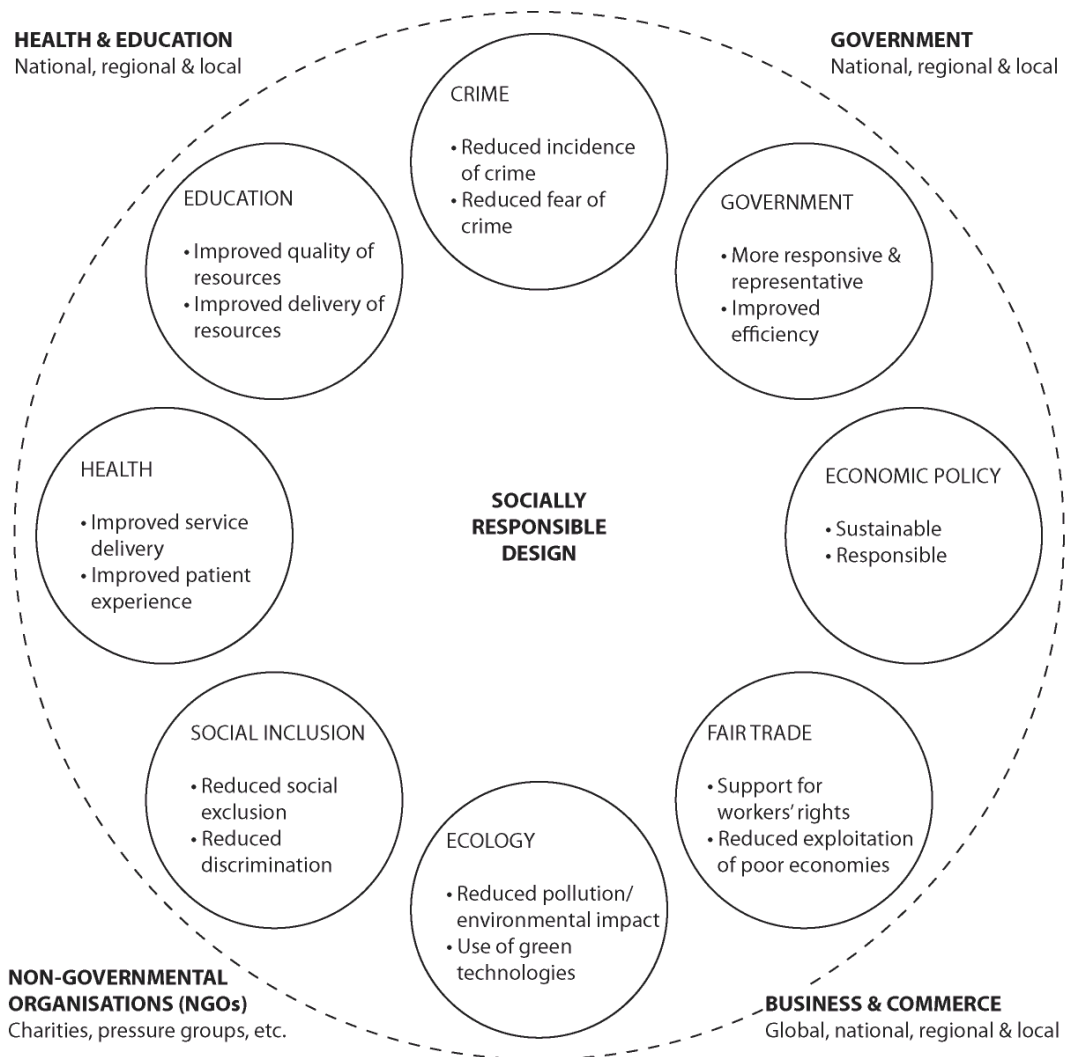 HEALTH & EDUCATION
National, regional & local
GOVERNMENT
National, regional & local
CRIME
• Reduced incidence
of crime
• Reduced fear of
crime
EDUCATION
• Improved quality of
resources
• Improved delivery of
resources
GOVERNMENT
• More responsive &
representative
• Improved
efficiency
HEALTH
• Improved service
delivery
• Improved patient
experience
SOCIALLY
RESPONSIBLE
DESIGN
ECONOMIC POLICY
• Sustainable
• Responsible
SOCIAL INCLUSION
• Reduced social
exclusion
• Reduced
discrimination
FAIR TRADE
• Support for
workers’ rights
• Reduced exploitation
of poor economies
ECOLOGY
• Reduced pollution/
environmental impact
• Use of green
technologies
NON-GOVERNMENTAL
ORGANISATIONS (NGOs)
Charities, pressure groups, etc.
BUSINESS & COMMERCE
Global, national, regional & local